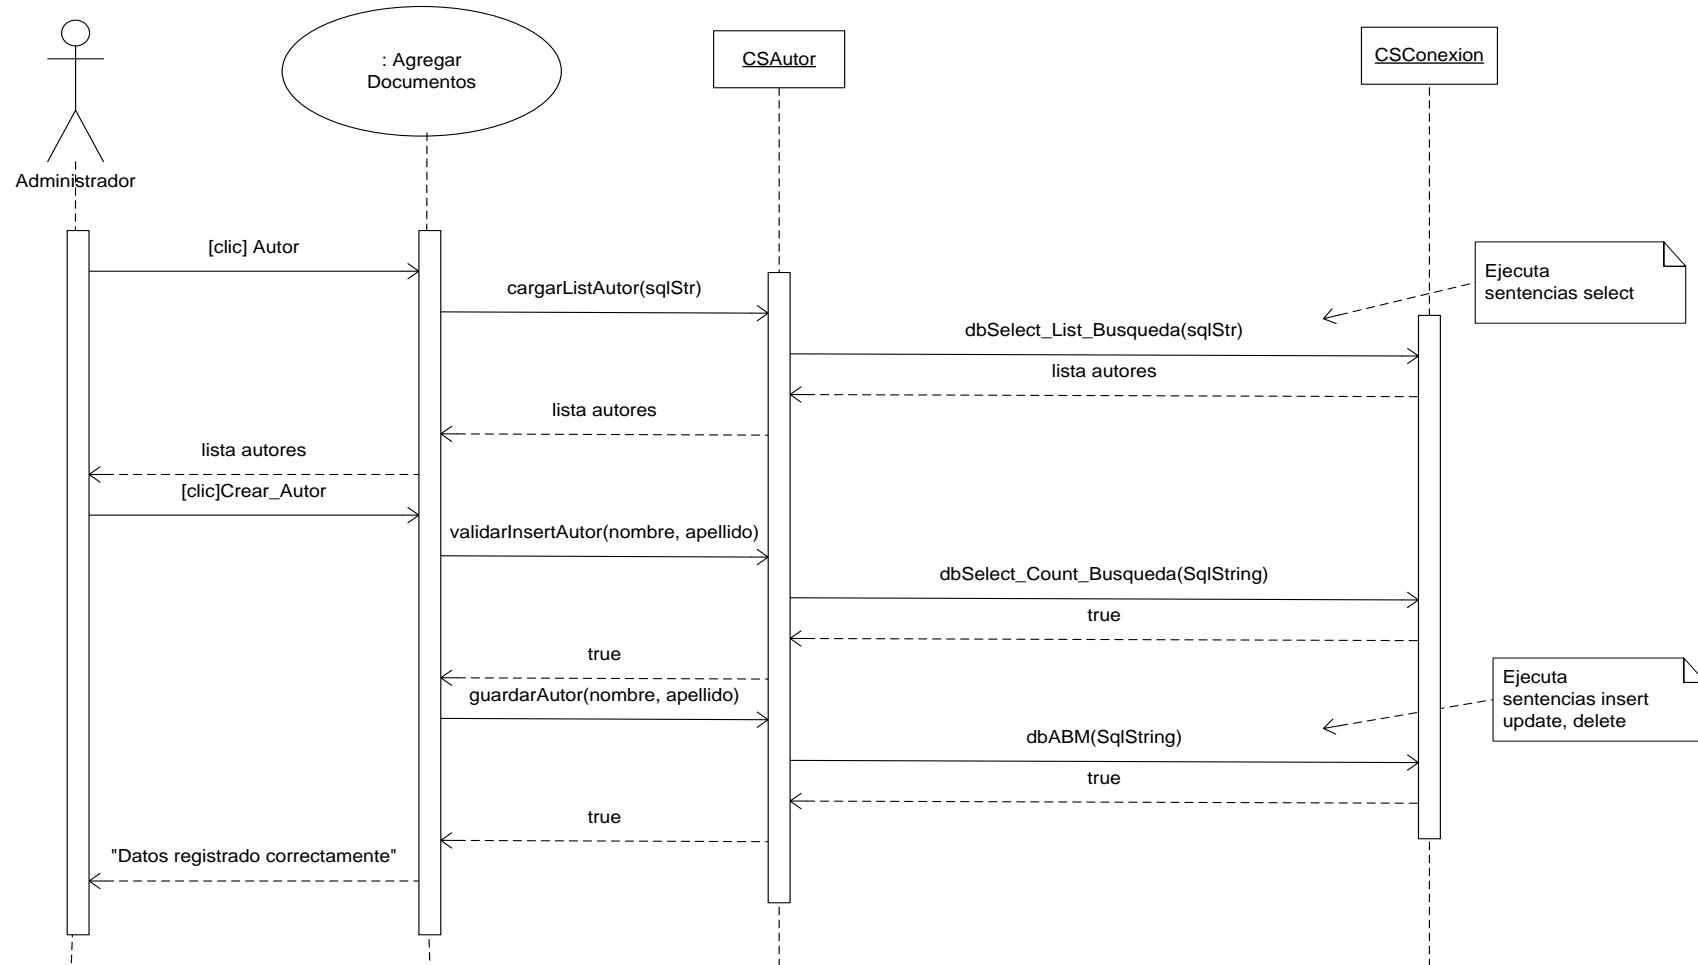 : Agregar
Documentos
CSAutor
CSConexion
Administrador
[clic] Autor
cargarListAutor(sqlStr)
Ejecuta
sentencias select
dbSelect_List_Busqueda(sqlStr)
lista autores
lista autores
lista autores
[clic]Crear_Autor
validarInsertAutor(nombre, apellido)
dbSelect_Count_Busqueda(SqlString)
true
true
guardarAutor(nombre, apellido)
Ejecuta
sentencias insert
update, delete
dbABM(SqlString)
true
true
"Datos registrado correctamente"